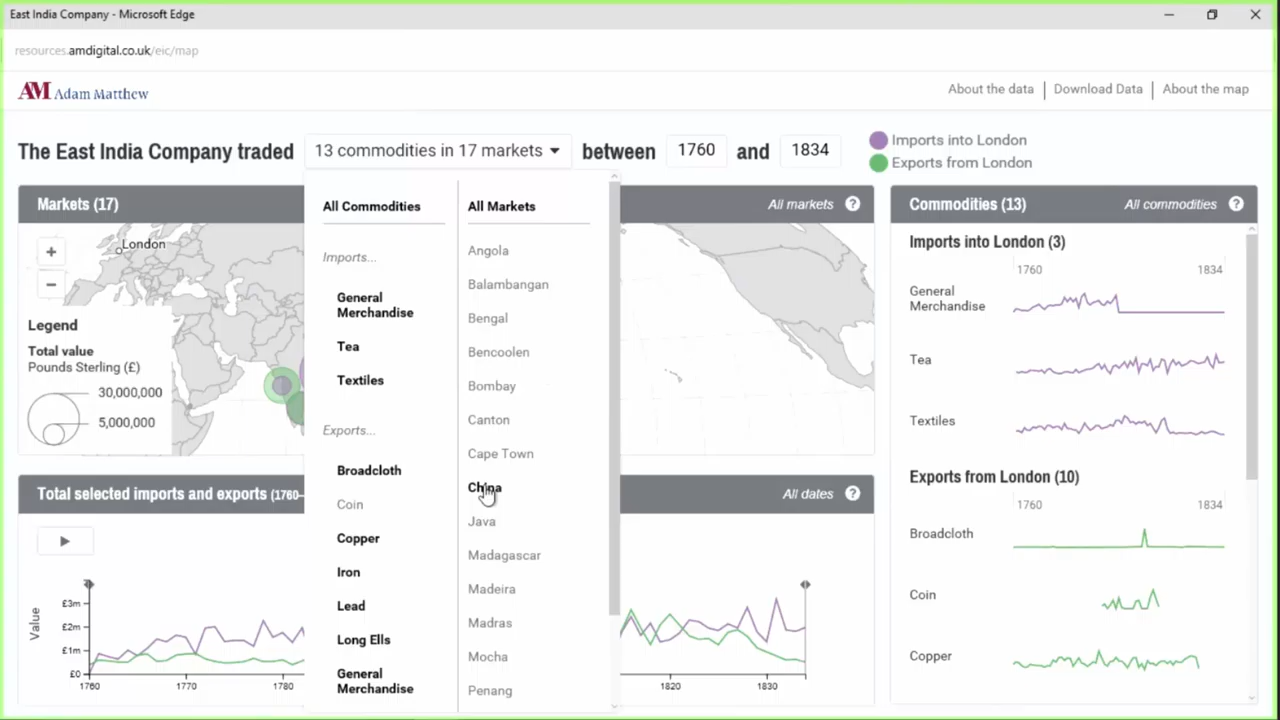 East India Company - Microsoft Edge
resources.amdigital.co.uk/eic/map
AM Adam Matthew
About the data
Download Data
About the map
The East India Company traded 13 commodities in 17 markets between 1760 and 1834
Imports into London
Exports from London
Markets (17)
All markets ?
London
+
−
Legend
Total value
Pounds Sterling (£)
30,000,000
5,000,000
All Commodities
Imports...
General
Merchandise
Tea
Textiles
Exports...
Broadcloth
Coin
Copper
Iron
Lead
Long Ells
General
Merchandise
All Markets
Angola
Balambangan
Bengal
Bencoolen
Bombay
Canton
Cape Town
China
Java
Madagascar
Madeira
Madras
Mocha
Penang
Total selected imports and exports (1760–
All dates ?
Value
£3m
£2m
£1m
£0
1760 1770 1780 1820 1830
Commodities (13)
All commodities ?
Imports into London (3)
1760 1834
General
Merchandise
Tea
Textiles
Exports from London (10)
1760 1834
Broadcloth
Coin
Copper